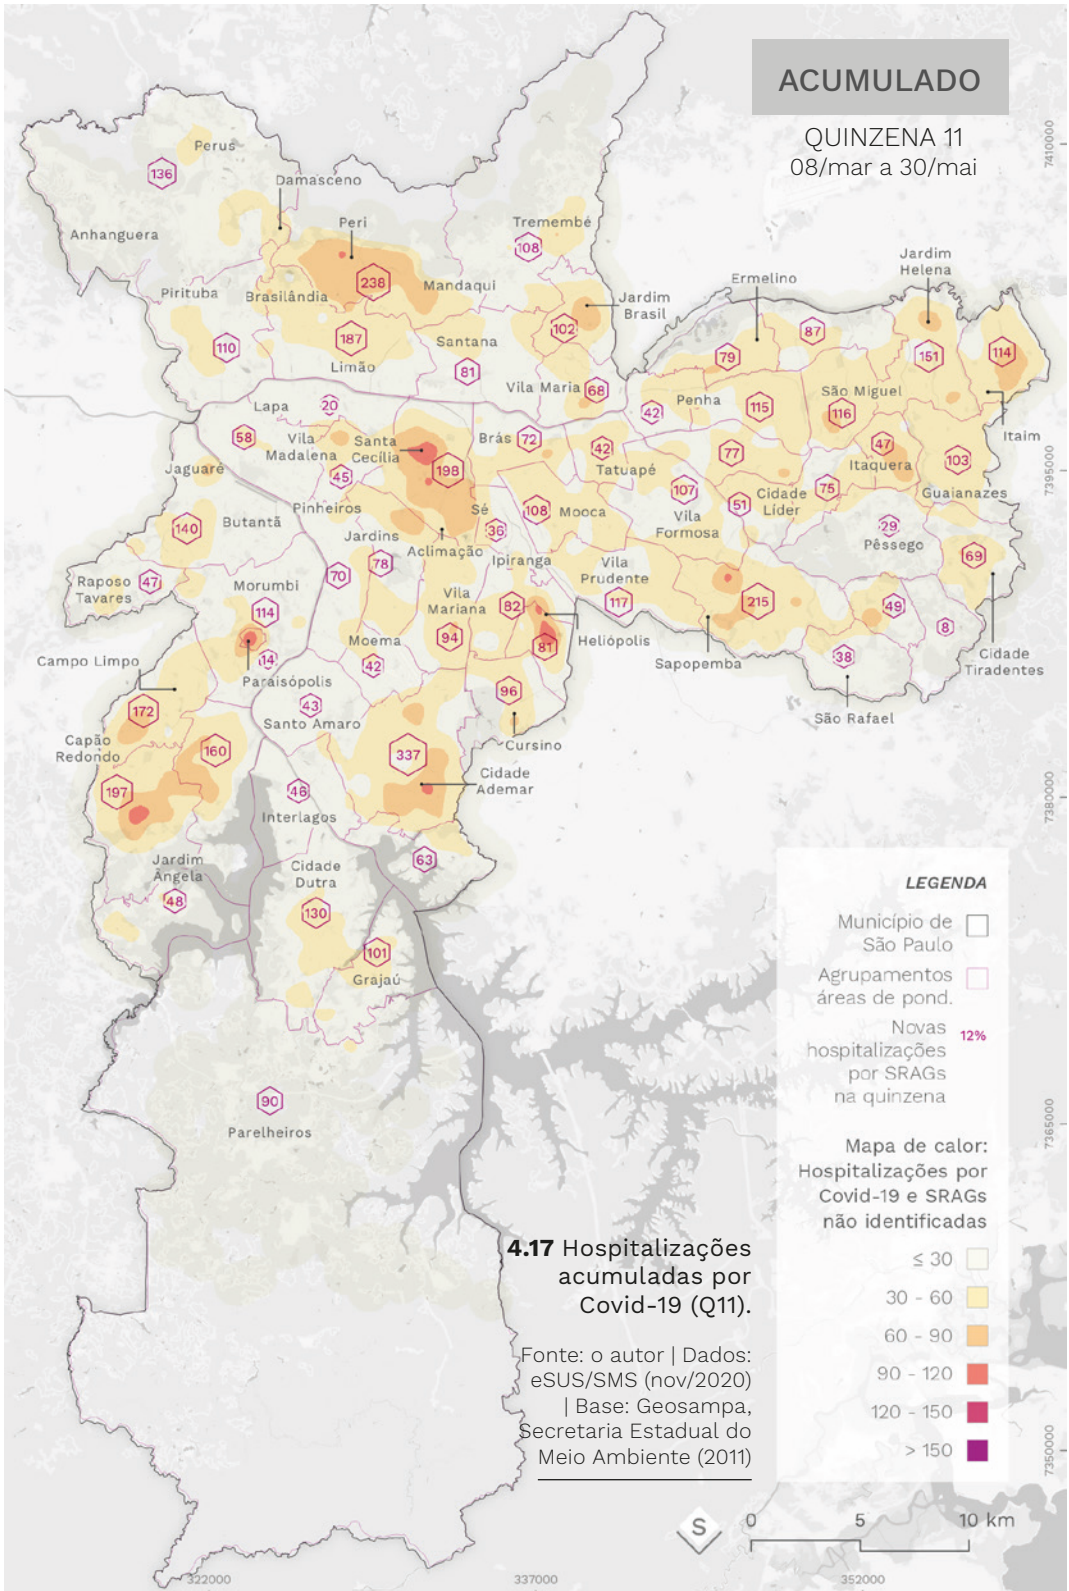 ACUMULADO
QUINZENA 11
08/mar a 30/mai
7410000
Perus
136
Damasceno
Anhanguera
Peri
Tremembé
108
Jardim
Helena
Ermelino
Pirituba
Brasilândia
238
Mandaqui
Jardim
Brasil
102
87
110
187
Limão
Santana
81
79
151
114
Vila Maria
68
São Miguel
Lapa
20
42
Penha
115
116
58
Vila
Madalena
Santa
Cecília
Brás
72
42
Tatuapé
77
47
Itaquera
Itaim
103
7395000
Jaguaré
45
198
107
75
Guaianazes
Pinheiros
Sé
108
Mooca
51
Cidade
Líder
140
Butantã
Jardins
Aclimação
36
Vila
Formosa
29
Pêssego
Ipiranga
78
69
Raposo
Tavares
47
Morumbi
70
Vila
Prudente
114
Vila
Mariana
82
117
215
49
Moema
94
Heliópolis
81
8
Campo Limpo
14
Paraisópolis
42
Sapopemba
38
Cidade
Tiradentes
172
43
96
Santo Amaro
São Rafael
Capão
Redondo
160
337
Cursino
197
Cidade
Ademar
46
Interlagos
7380000
Jardim
Ângela
48
Cidade
Dutra
63
130
101
Grajaú
90
Parelheiros
LEGENDA
Município de
São Paulo
Agrupamentos
áreas de pond.
Novas
hospitalizações
por SRAGs
na quinzena
12%
7365000
Mapa de calor:
Hospitalizações por
Covid-19 e SRAGs
não identificadas
≤ 30
30 - 60
60 - 90
90 - 120
120 - 150
> 150
7350000
4.17 Hospitalizações
acumuladas por
Covid-19 (Q11).
Fonte: o autor | Dados:
eSUS/SMS (nov/2020)
| Base: Geosampa,
Secretaria Estadual do
Meio Ambiente (2011)
S
0 5 10 km
322000
337000
352000